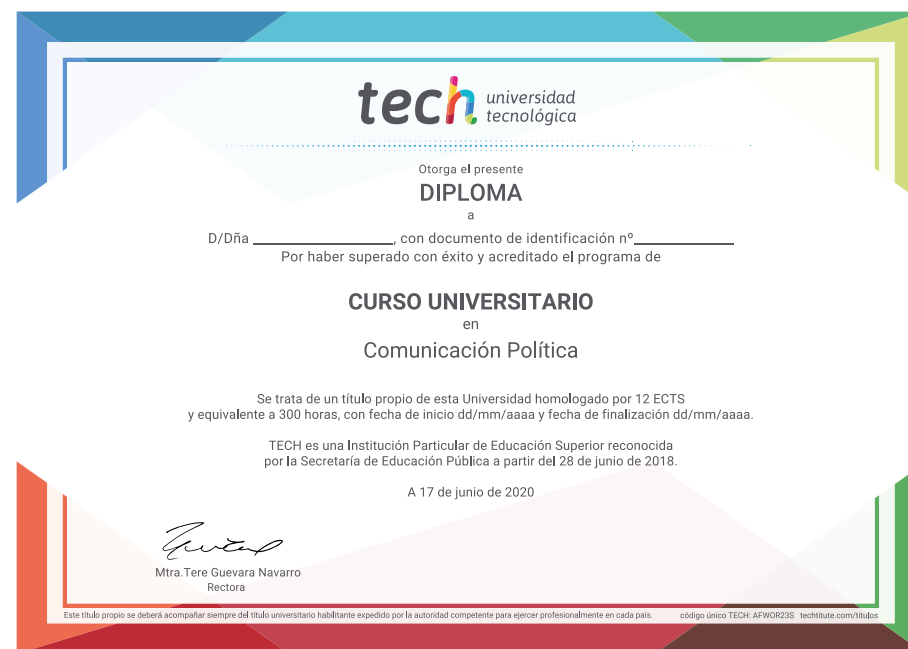 tech universidad
tecnológica
Otorga el presente
DIPLOMA
a
D/Dña ________________, con documento de identificación nº____________
Por haber superado con éxito y acreditado el programa de
CURSO UNIVERSITARIO
en
Comunicación Política
Se trata de un título propio de esta Universidad homologado por 12 ECTS
y equivalente a 300 horas, con fecha de inicio dd/mm/aaaa y fecha de finalización dd/mm/aaaa.
TECH es una Institución Particular de Educación Superior reconocida
por la Secretaría de Educación Pública a partir del 28 de junio de 2018.
A 17 de junio de 2020
Mtra.Tere Guevara Navarro
Rectora
Este título propio se deberá acompañar siempre del título universitario habilitante expedido por la autoridad competente para ejercer profesionalmente en cada país. código único TECH: AFWOR23S techtitute.com/titulos